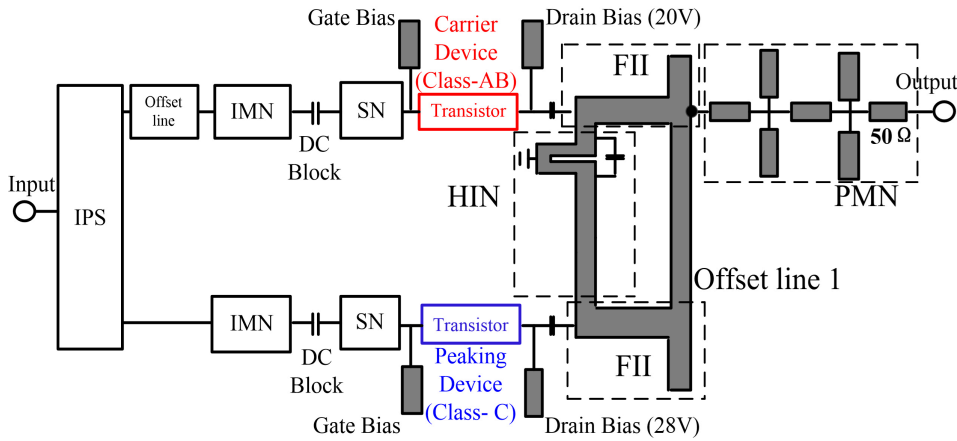 Gate Bias
Carrier
Device
(Class-AB)
Drain Bias (20V)
FII
Offset
line
IMN
SN
Transistor
Output
50 Ω
DC
Block
Input
IPS
HIN
PMN
Offset line 1
IMN
SN
Transistor
DC
Block
Peaking
Device
(Class- C)
FII
Gate Bias
Drain Bias (28V)